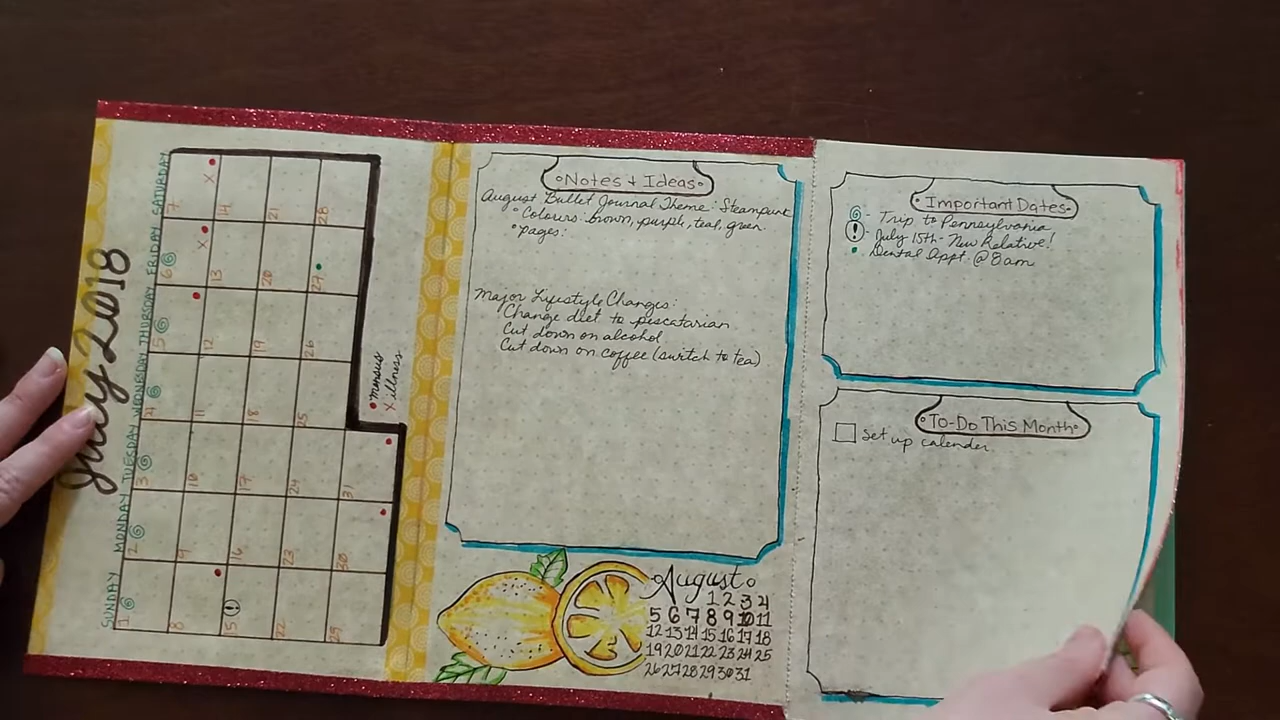 July 2018
SUNDAY MONDAY TUESDAY WEDNESDAY THURSDAY FRIDAY SATURDAY
1 2 3 4 5 6 x 7 x
8 9 10 11 12 13 14
15 ! 16 17 18 19 20 21
22 23 24 25 26 27 28
29 30 31
menses
x illness
Notes + Ideas
August Bullet Journal Theme: Steampunk
° Colours: brown, purple, teal, green
° pages:
Major Lifestyle Changes:
Change diet to pescatarian
Cut down on alcohol
Cut down on coffee (switch to tea)
August
1 2 3 4
5 6 7 8 9 10 11
12 13 14 15 16 17 18
19 20 21 22 23 24 25
26 27 28 29 30 31
Important Dates
- Trip to Pennsylvania
! - July 15th - New Relative!
- Dental Appt. @ 8am
To-Do This Month
Set up calender